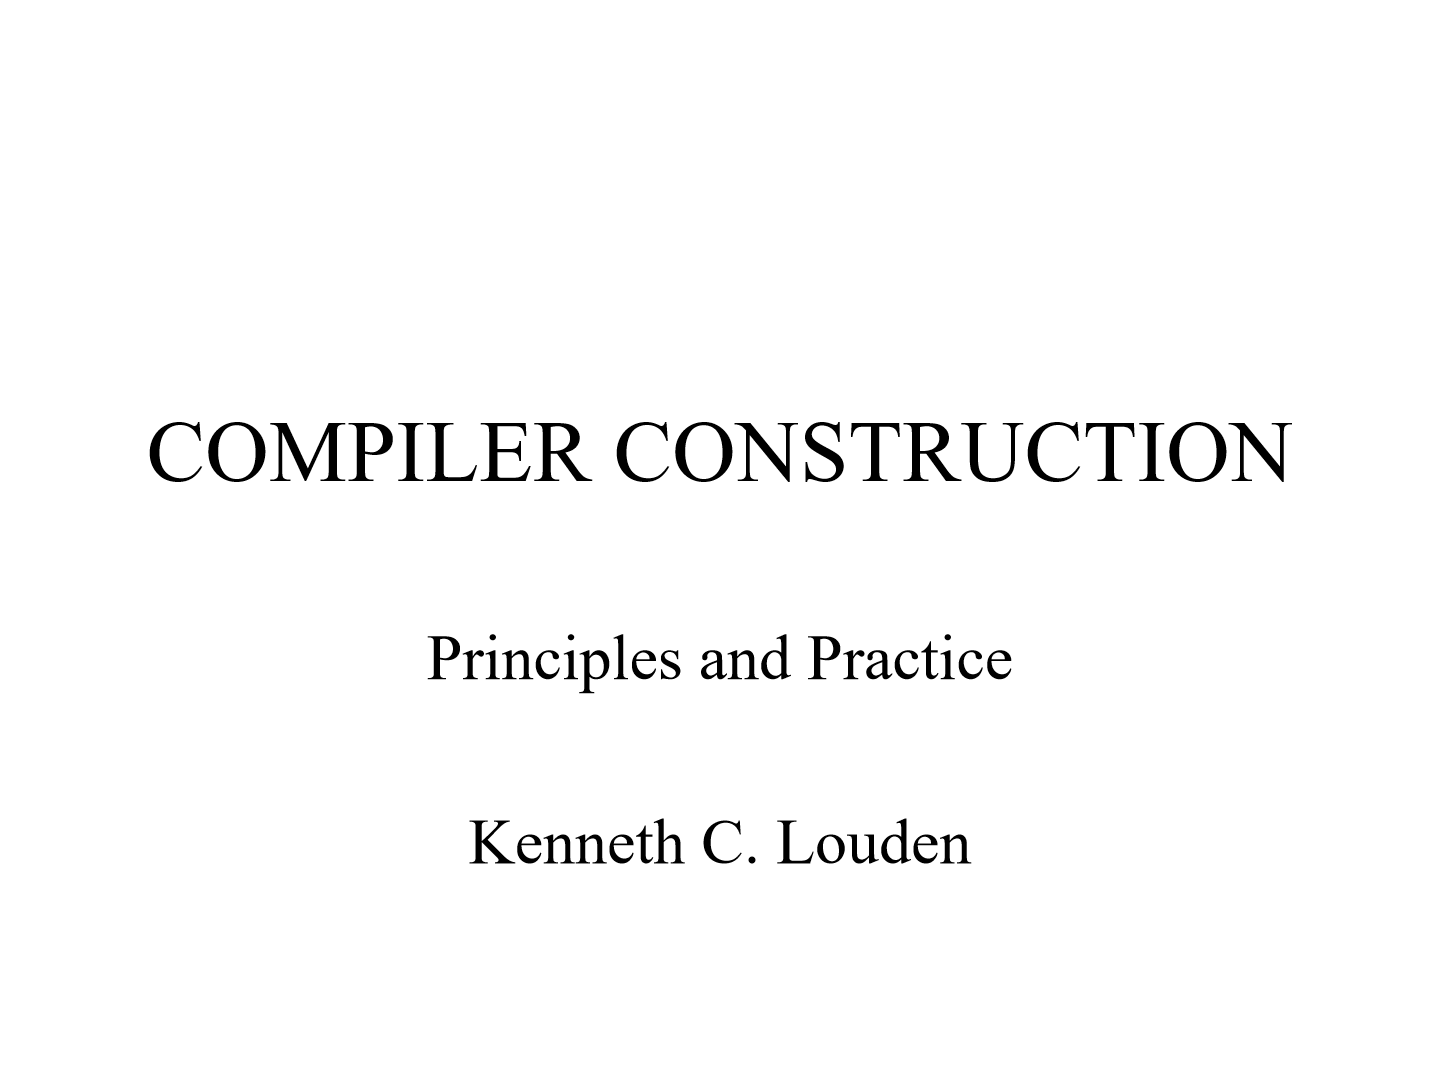 COMPILER CONSTRUCTION
Principles and Practice
Kenneth C. Louden